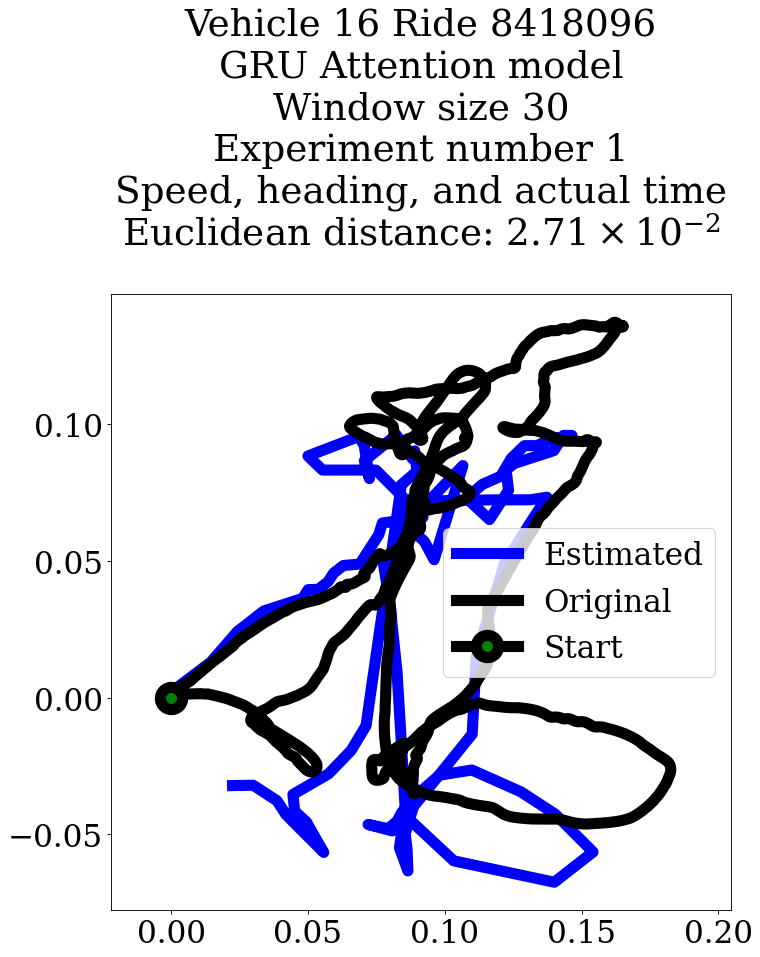 Vehicle 16 Ride 8418096
GRU Attention model
Window size 30
Experiment number 1
Speed, heading, and actual time
Euclidean distance: 2.71 × 10⁻²
0.10
0.05
0.00
−0.05
Estimated
Original
Start
0.00 0.05 0.10 0.15 0.20